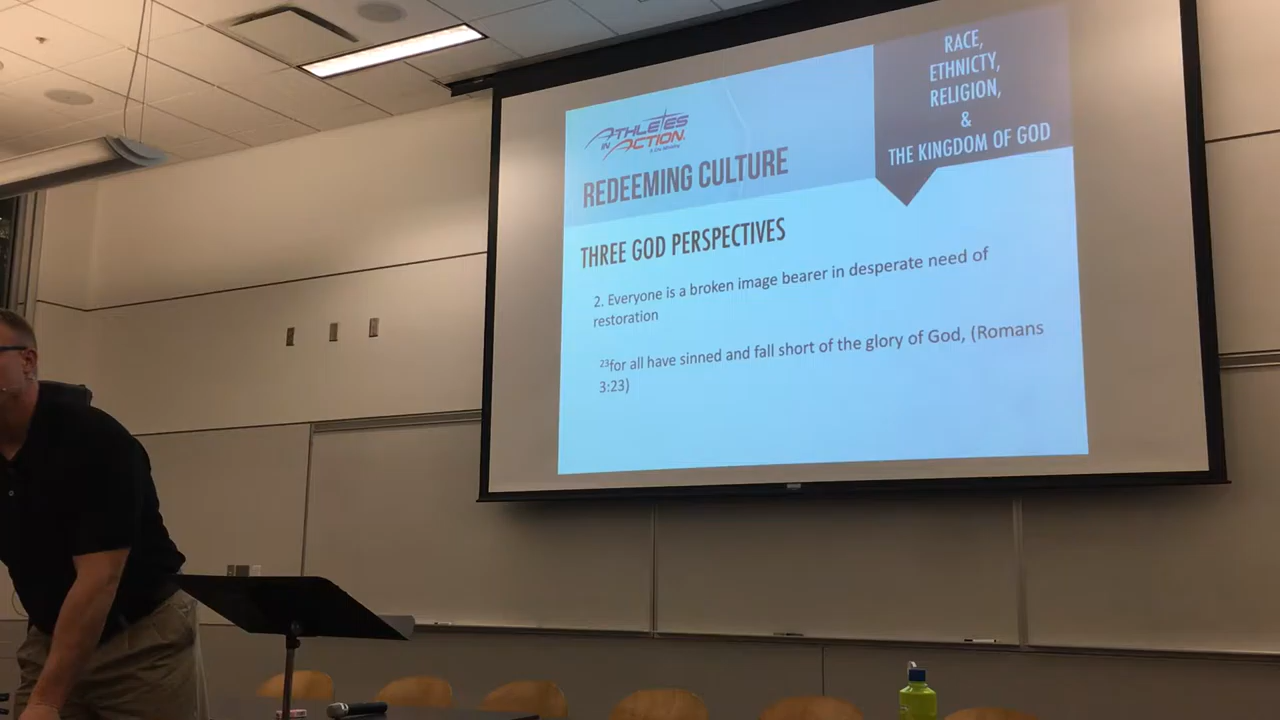 ATHLETES
IN ACTION
REDEEMING CULTURE
RACE,
ETHNICTY,
RELIGION,
&
THE KINGDOM OF GOD
THREE GOD PERSPECTIVES
2. Everyone is a broken image bearer in desperate need of
restoration
23for all have sinned and fall short of the glory of God, (Romans
3:23)